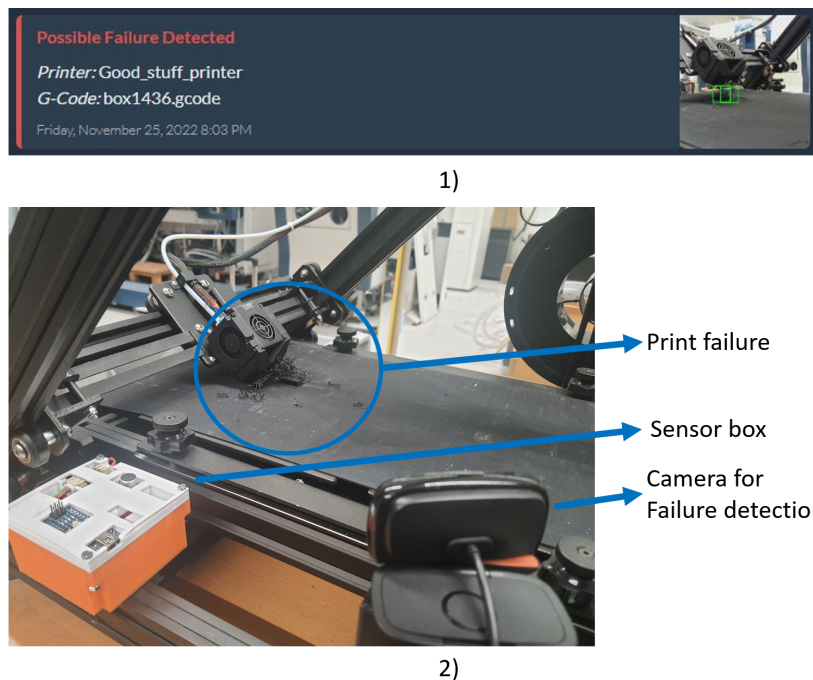 Possible Failure Detected
Printer: Good_stuff_printer
G-Code: box1436.gcode
Friday, November 25, 2022 8:03 PM
1)
Print failure
Sensor box
Camera for
Failure detectio
2)